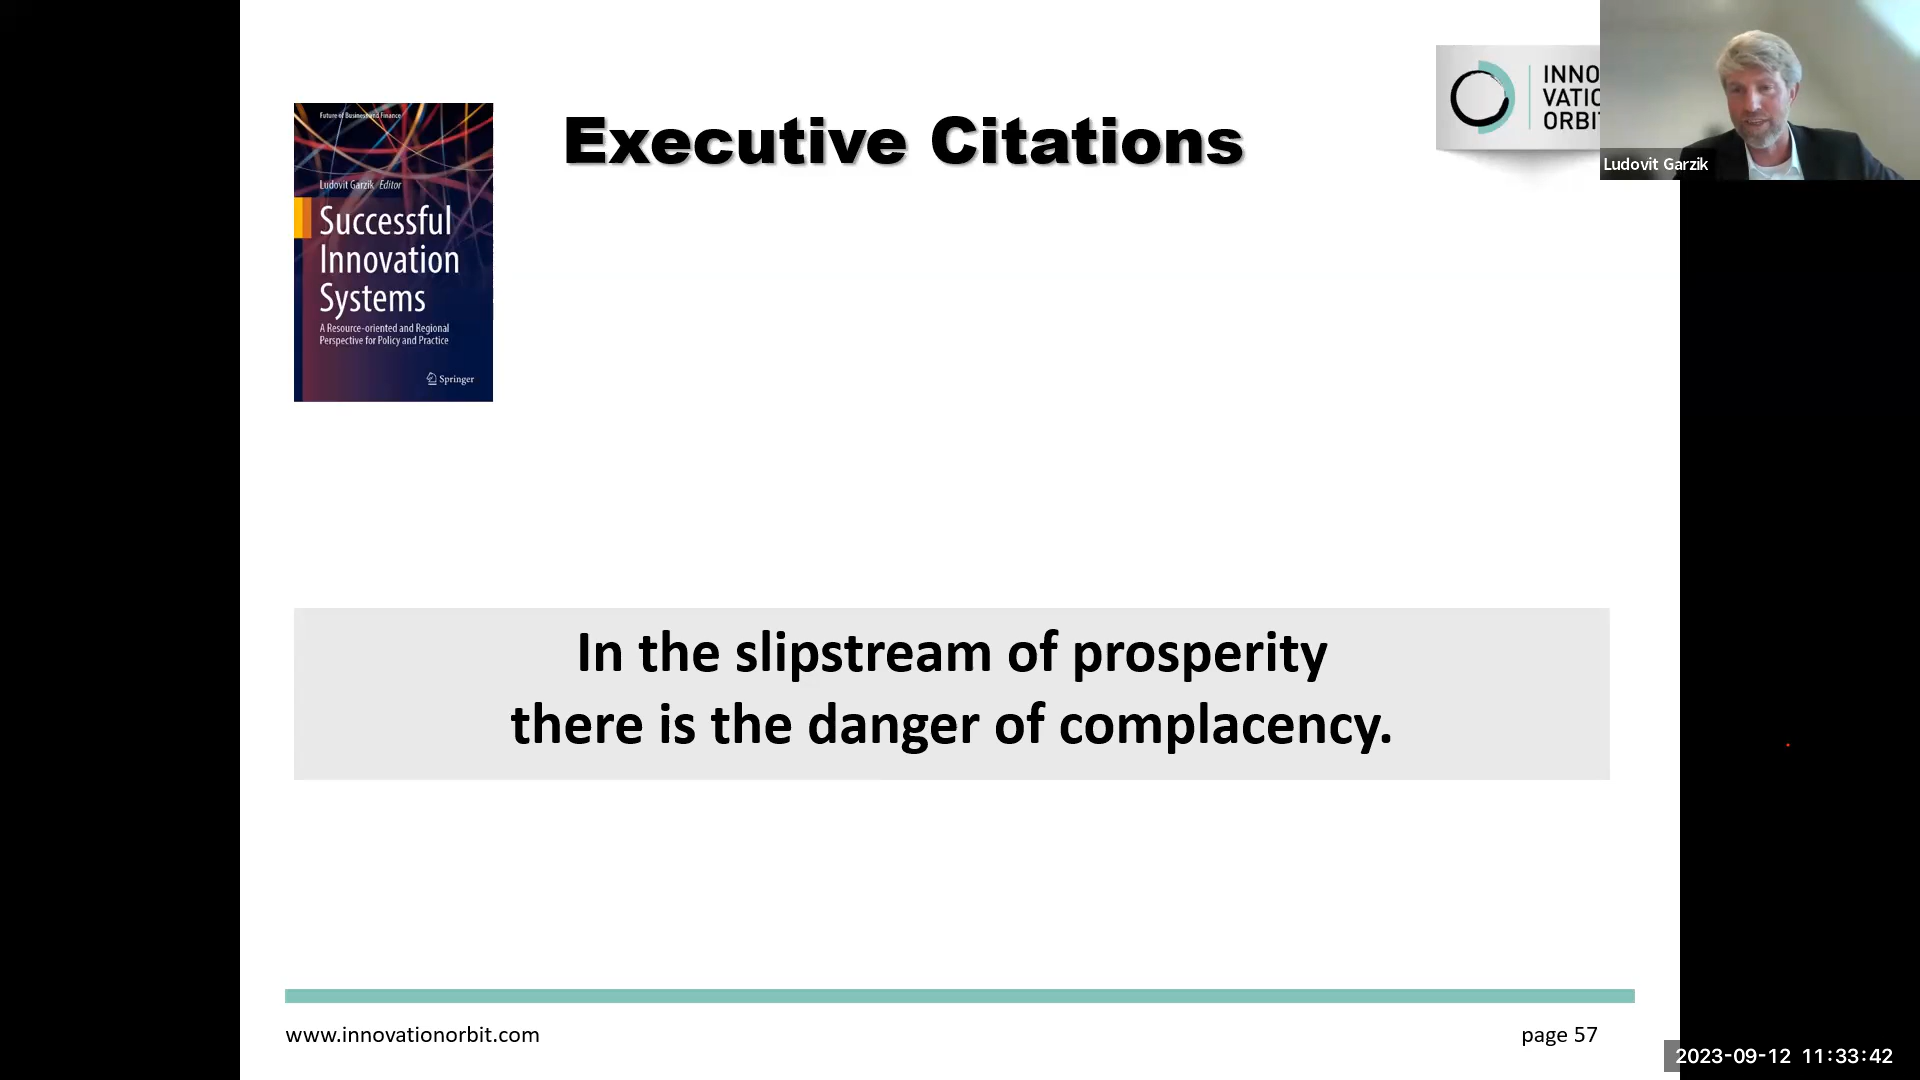 Future of Business and Finance
Ludovit Garzik Editor
Successful
Innovation
Systems
A Resource-oriented and Regional
Perspective for Policy and Practice
Springer
Executive Citations
INNO
VATIO
ORBIT
Ludovit Garzik
In the slipstream of prosperity
there is the danger of complacency.
www.innovationorbit.com
page 57
2023-09-12 11:33:42